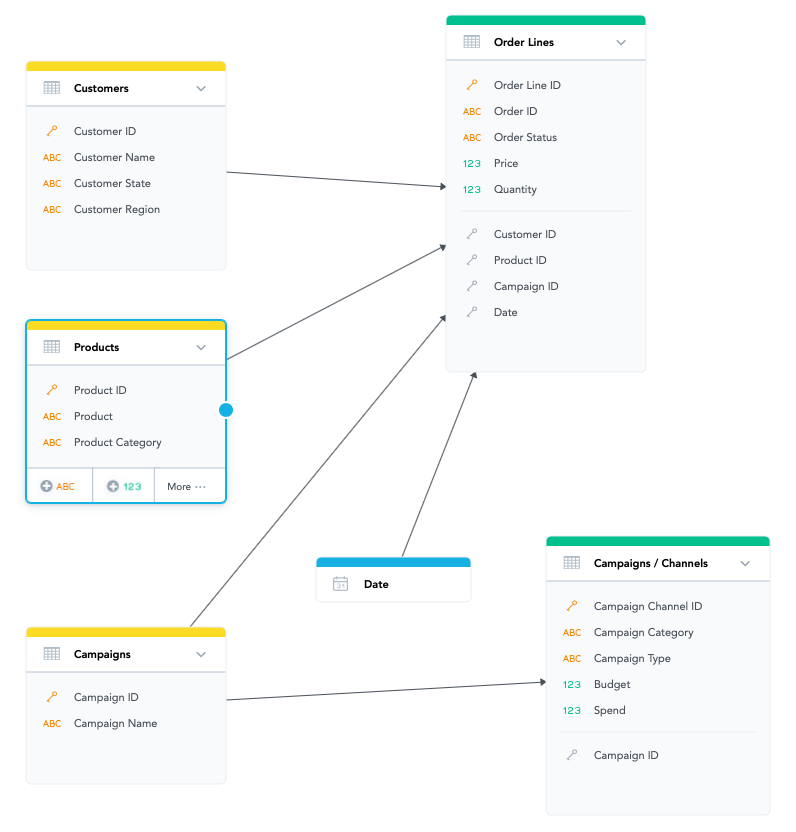 Order Lines
Order Line ID
ABC Order ID
ABC Order Status
123 Price
123 Quantity
Customer ID
Product ID
Campaign ID
Date
Customers
Customer ID
ABC Customer Name
ABC Customer State
ABC Customer Region
Products
Product ID
ABC Product
ABC Product Category
ABC 123 More ···
31 Date
Campaigns
Campaign ID
ABC Campaign Name
Campaigns / Channels
Campaign Channel ID
ABC Campaign Category
ABC Campaign Type
123 Budget
123 Spend
Campaign ID